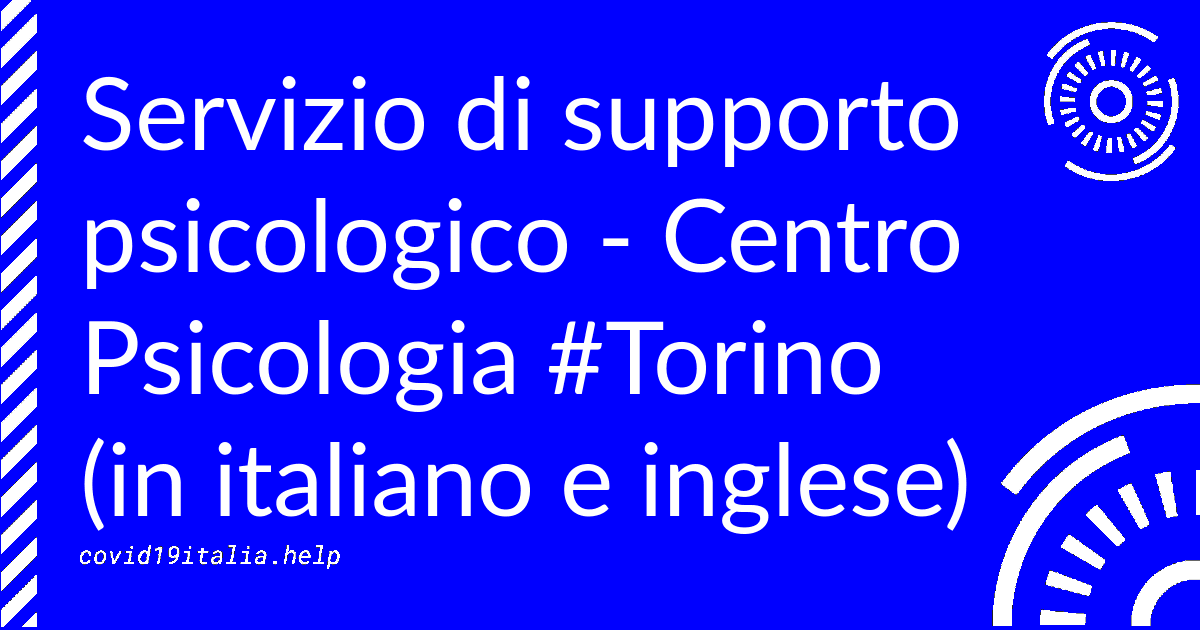 Servizio di supporto
psicologico - Centro
Psicologia #Torino
(in italiano e inglese)
covid19italia.help